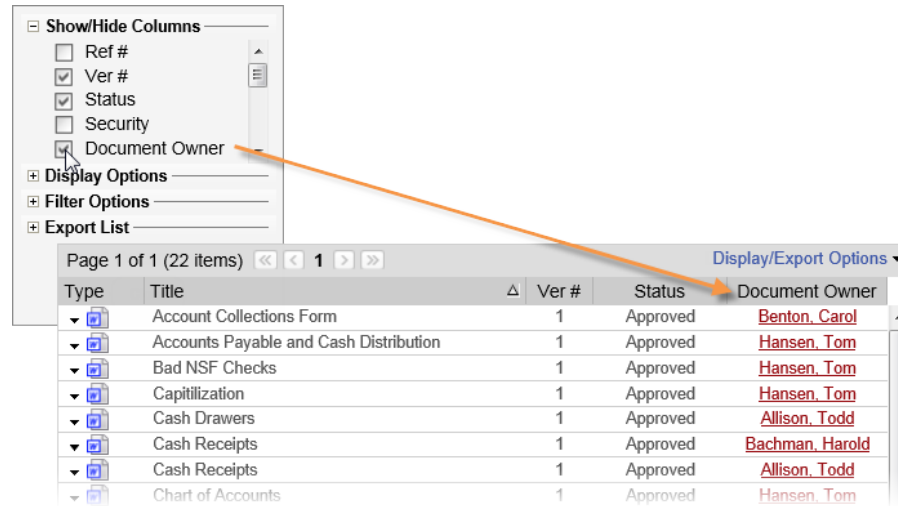 Show/Hide Columns
Ref #
Ver #
Status
Security
Document Owner
Display Options
Filter Options
Export List
Page 1 of 1 (22 items) « < 1 > » Display/Export Options
Type Title Ver # Status Document Owner
Account Collections Form 1 Approved Benton, Carol
Accounts Payable and Cash Distribution 1 Approved Hansen, Tom
Bad NSF Checks 1 Approved Hansen, Tom
Capitilization 1 Approved Hansen, Tom
Cash Drawers 1 Approved Allison, Todd
Cash Receipts 1 Approved Bachman, Harold
Cash Receipts 1 Approved Allison, Todd
Chart of Accounts 1 Approved Hansen, Tom